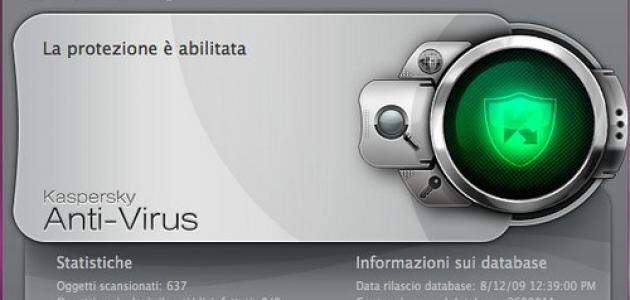 La protezione è abilitata
Kaspersky
Anti-Virus
Statistiche
Informazioni sui database
Oggetti scansionati: 637
Data rilascio database: 8/12/09 12:39:00 PM